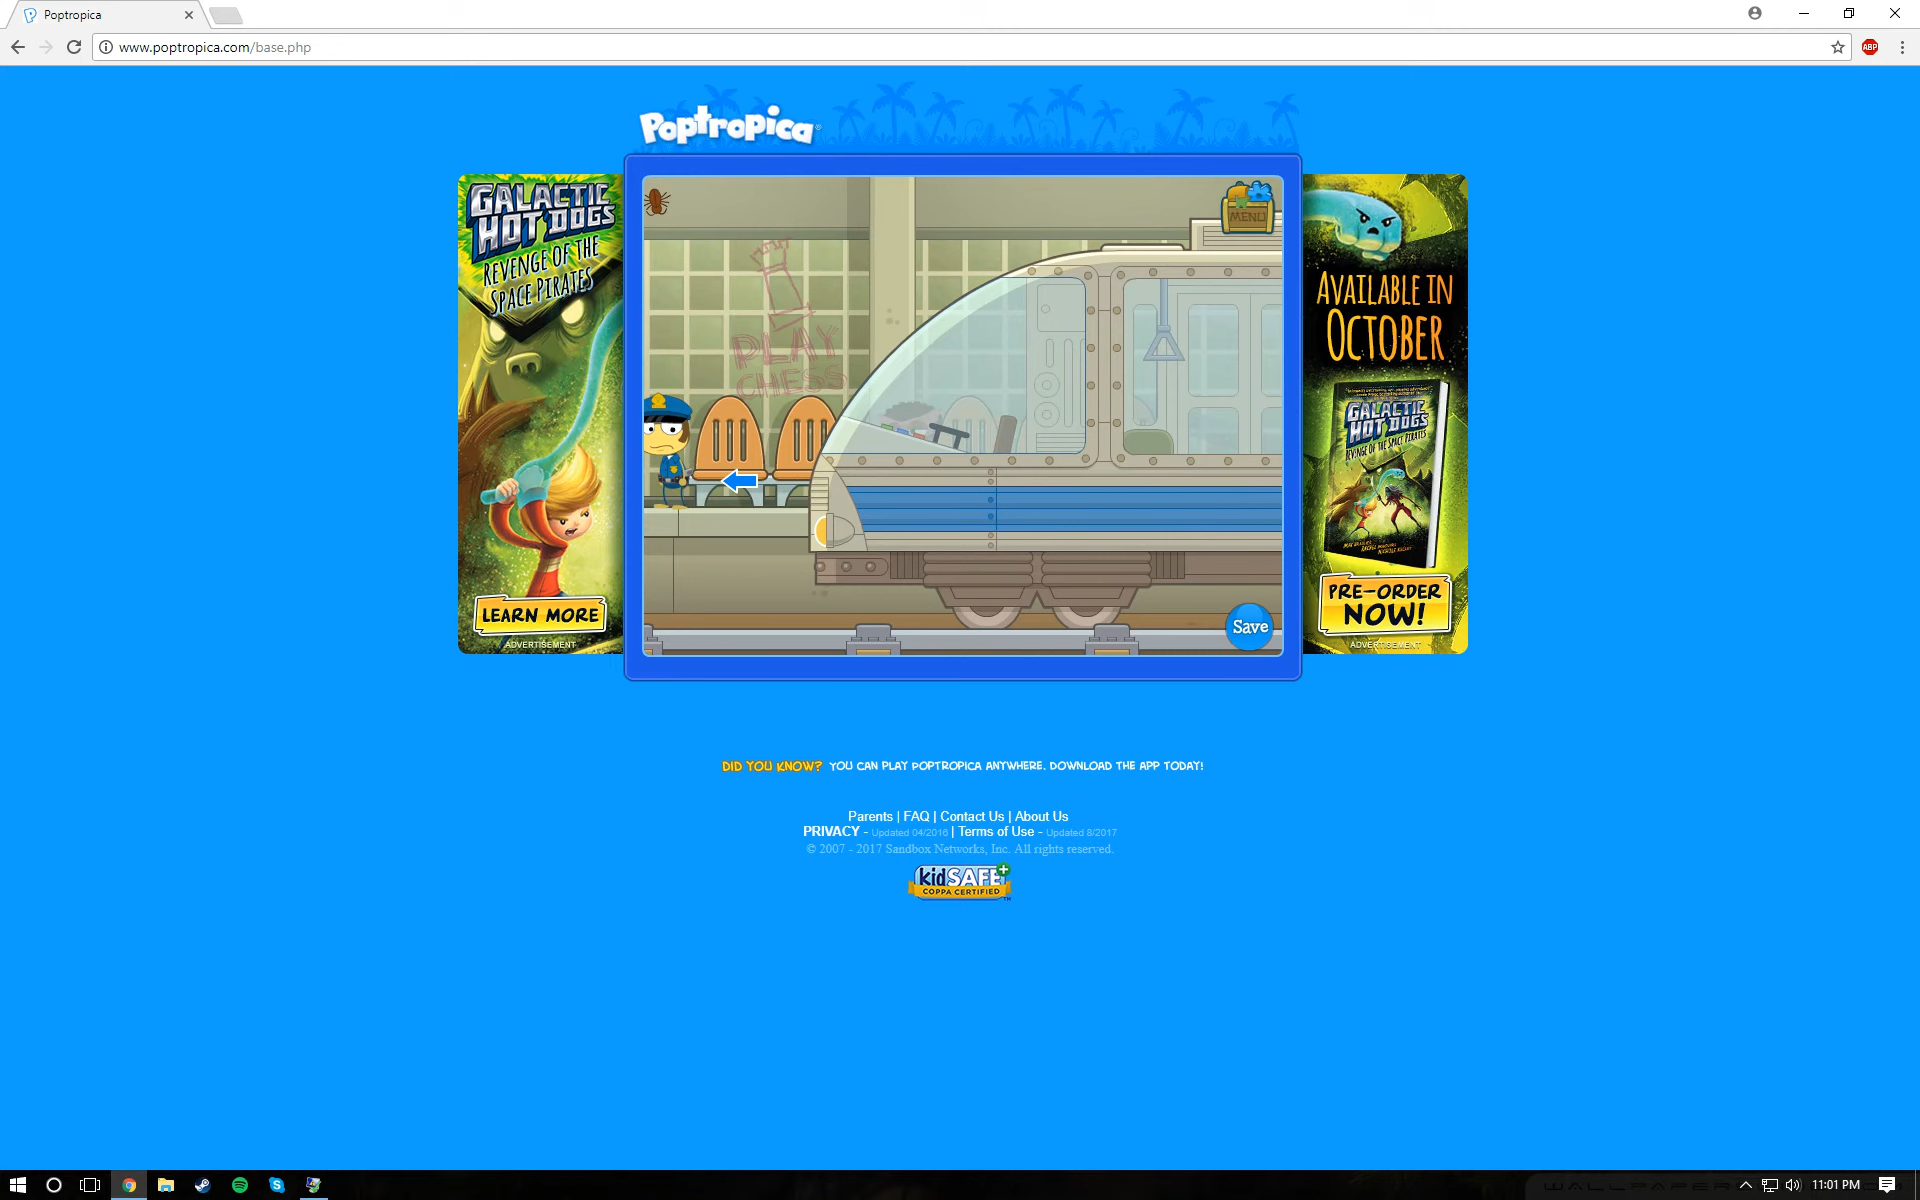 Poptropica
www.poptropica.com/base.php
ABP
Poptropica
GALACTIC
HOT DOGS
REVENGE OF THE
SPACE PIRATES
LEARN MORE
ADVERTISEMENT
MENU
PLAY
CHESS
Save
AVAILABLE IN
OCTOBER
GALACTIC
HOT DOGS
REVENGE OF THE SPACE PIRATES
PRE-ORDER
NOW!
ADVERTISEMENT
DID YOU KNOW? YOU CAN PLAY POPTROPICA ANYWHERE. DOWNLOAD THE APP TODAY!
Parents | FAQ | Contact Us | About Us
PRIVACY - Updated 04/2016 | Terms of Use - Updated 8/2017
© 2007 - 2017 Sandbox Networks, Inc. All rights reserved.
kidSAFE+
COPPA CERTIFIED
TM
11:01 PM